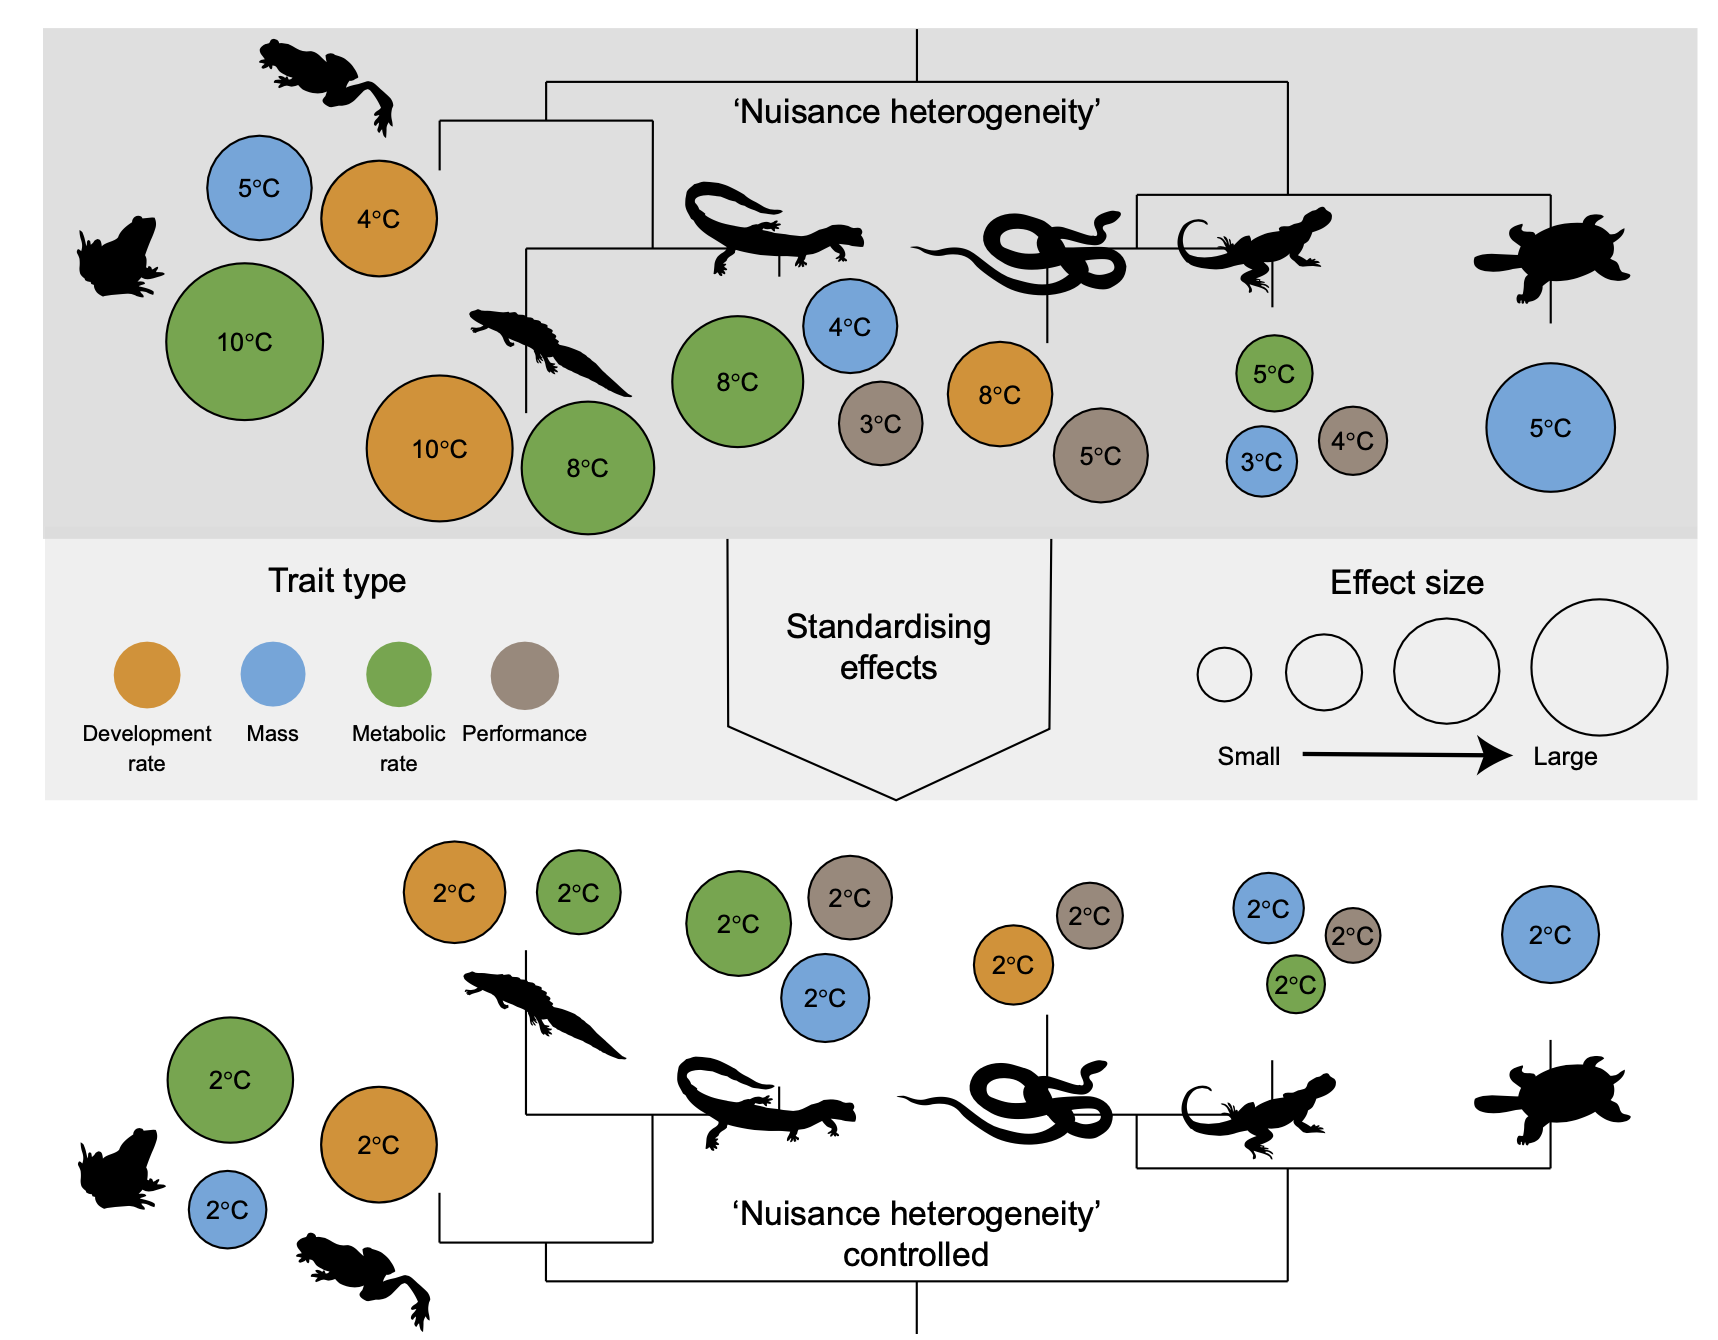 ‘Nuisance heterogeneity’
5°C
4°C
10°C
10°C
8°C
8°C
4°C
3°C
8°C
5°C
5°C
3°C
4°C
5°C
Trait type
Development
rate
Mass
Metabolic
rate
Performance
Standardising
effects
Effect size
Small
Large
2°C
2°C
2°C
2°C
2°C
2°C
2°C
2°C
2°C
2°C
2°C
2°C
2°C
2°C
‘Nuisance heterogeneity’
controlled